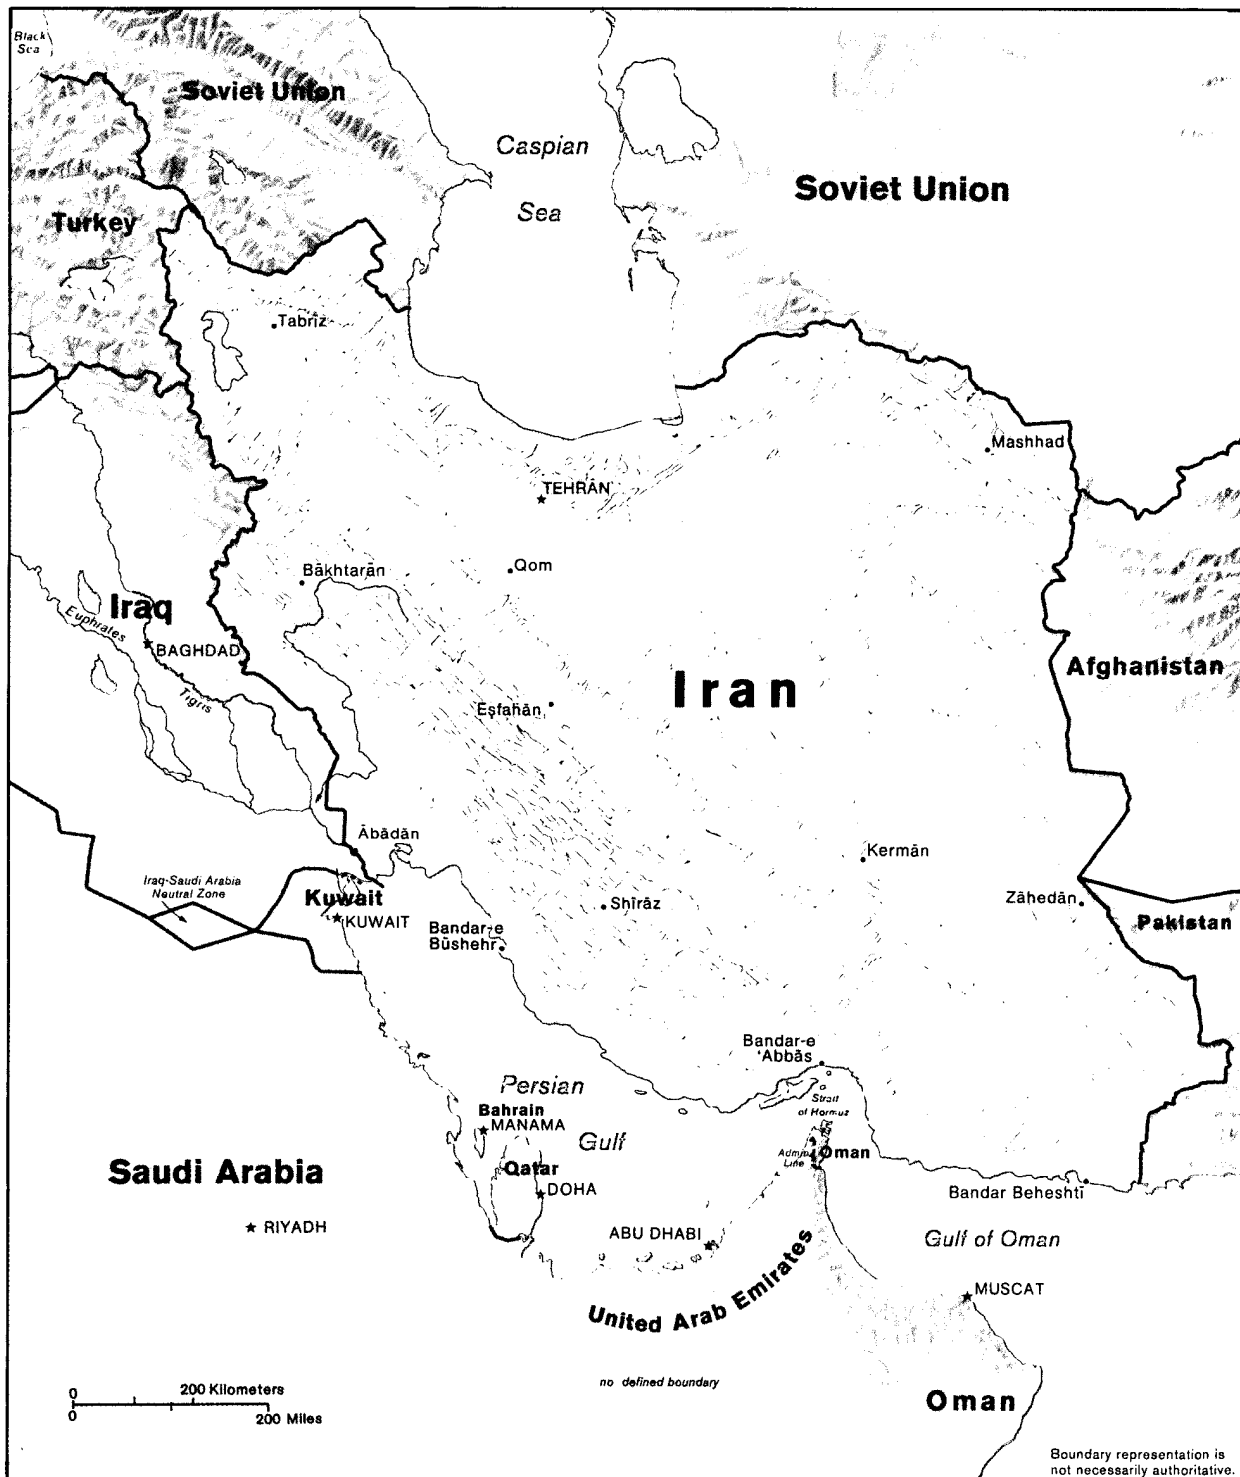 Black
Sea
Soviet Union
Caspian
Sea
Soviet Union
Turkey
Tabrīz
Mashhad
TEHRĀN
Bākhtarān
Qom
Iraq
Euphrates
BAGHDAD
Tigris
Iran
Afghanistan
Eşfahān
Ābādān
Kermān
Iraq-Saudi Arabia
Neutral Zone
Kuwait
KUWAIT
Shīrāz
Zāhedān
Pakistan
Bandar-e
Būshehr
Bandar-e
'Abbās
Persian
Gulf
Strait
of Hormuz
Bahrain
MANAMA
Qatar
DOHA
Admin
Line
Oman
Saudi Arabia
RIYADH
Bandar Beheshtī
ABU DHABI
Gulf of Oman
United Arab Emirates
MUSCAT
no defined boundary
Oman
0 200 Kilometers
0 200 Miles
Boundary representation is
not necessarily authoritative.